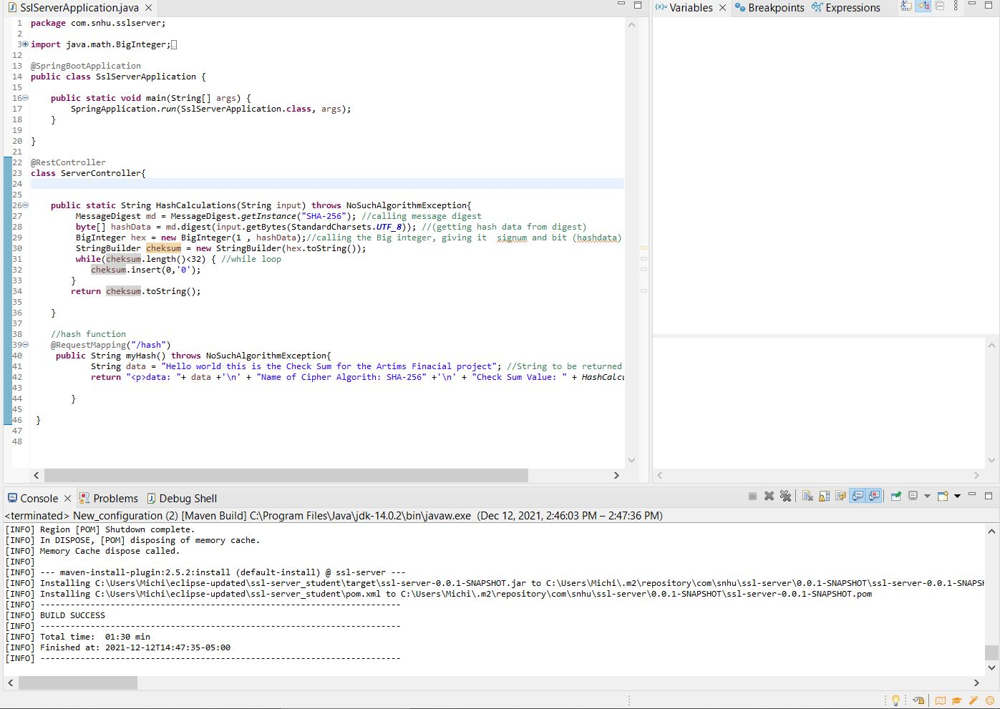 SslServerApplication.java
1 package com.snhu.sslserver;
2
3 import java.math.BigInteger;
12
13 @SpringBootApplication
14 public class SslServerApplication {
15
16     public static void main(String[] args) {
17         SpringApplication.run(SslServerApplication.class, args);
18     }
19
20 }
21
22 @RestController
23 class ServerController{
24
25
26     public static String HashCalculations(String input) throws NoSuchAlgorithmException{
27          MessageDigest md = MessageDigest.getInstance("SHA-256"); //calling message digest
28          byte[] hashData = md.digest(input.getBytes(StandardCharsets.UTF_8)); //(getting hash data from digest)
29          BigInteger hex = new BigInteger(1 , hashData);//calling the Big integer, giving it  signum and bit (hashdata)
30          StringBuilder cheksum = new StringBuilder(hex.toString());
31          while(cheksum.length()<32) { //while loop
32             cheksum.insert(0,'0');
33         }
34         return cheksum.toString();
35
36     }
37
38     //hash function
39     @RequestMapping("/hash")
40      public String myHash() throws NoSuchAlgorithmException{
41             String data = "Hello world this is the Check Sum for the Artims Finacial project"; //String to be returned
42             return "<p>data: "+ data +'\n' + "Name of Cipher Algorith: SHA-256" +'\n' + "Check Sum Value: " + HashCalcu
43
44         }
45
46  }
47
48
(x)= Variables
Breakpoints
Expressions
Console
Problems
Debug Shell
<terminated> New_configuration (2) [Maven Build] C:\Program Files\Java\jdk-14.0.2\bin\javaw.exe (Dec 12, 2021, 2:46:03 PM – 2:47:36 PM)
[INFO] Region [POM] Shutdown complete.
[INFO] In DISPOSE, [POM] disposing of memory cache.
[INFO] Memory Cache dispose called.
[INFO]
[INFO] --- maven-install-plugin:2.5.2:install (default-install) @ ssl-server ---
[INFO] Installing C:\Users\Michi\eclipse-updated\ssl-server_student\target\ssl-server-0.0.1-SNAPSHOT.jar to C:\Users\Michi\.m2\repository\com\snhu\ssl-server\0.0.1-SNAPSHOT\ssl-server-0.0.1-SNAPSH
[INFO] Installing C:\Users\Michi\eclipse-updated\ssl-server_student\pom.xml to C:\Users\Michi\.m2\repository\com\snhu\ssl-server\0.0.1-SNAPSHOT\ssl-server-0.0.1-SNAPSHOT.pom
[INFO] ------------------------------------------------------------------------
[INFO] BUILD SUCCESS
[INFO] ------------------------------------------------------------------------
[INFO] Total time:  01:30 min
[INFO] Finished at: 2021-12-12T14:47:35-05:00
[INFO] ------------------------------------------------------------------------